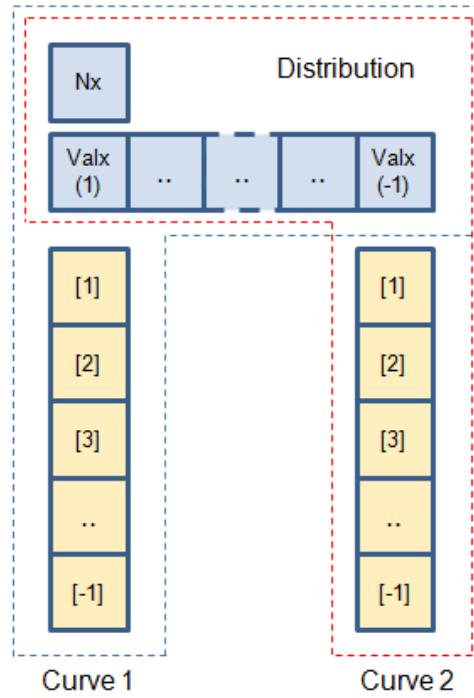 Distribution
Nx
Valx
(1)
..
..
..
Valx
(-1)
[1]
[2]
[3]
..
[-1]
[1]
[2]
[3]
..
[-1]
Curve 1
Curve 2